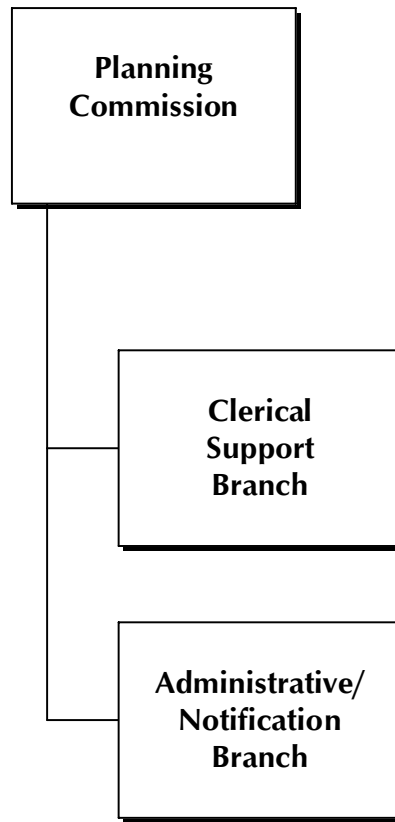 Planning
Commission
Clerical
Support
Branch
Administrative/
Notification
Branch